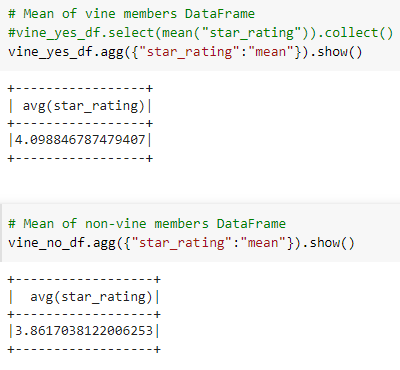 # Mean of vine members DataFrame
#vine_yes_df.select(mean("star_rating")).collect()
vine_yes_df.agg({"star_rating":"mean"}).show()
+-----------------+
| avg(star_rating)|
+-----------------+
|4.098846787479407|
+-----------------+
# Mean of non-vine members DataFrame
vine_no_df.agg({"star_rating":"mean"}).show()
+------------------+
|  avg(star_rating)|
+------------------+
|3.8617038122006253|
+------------------+